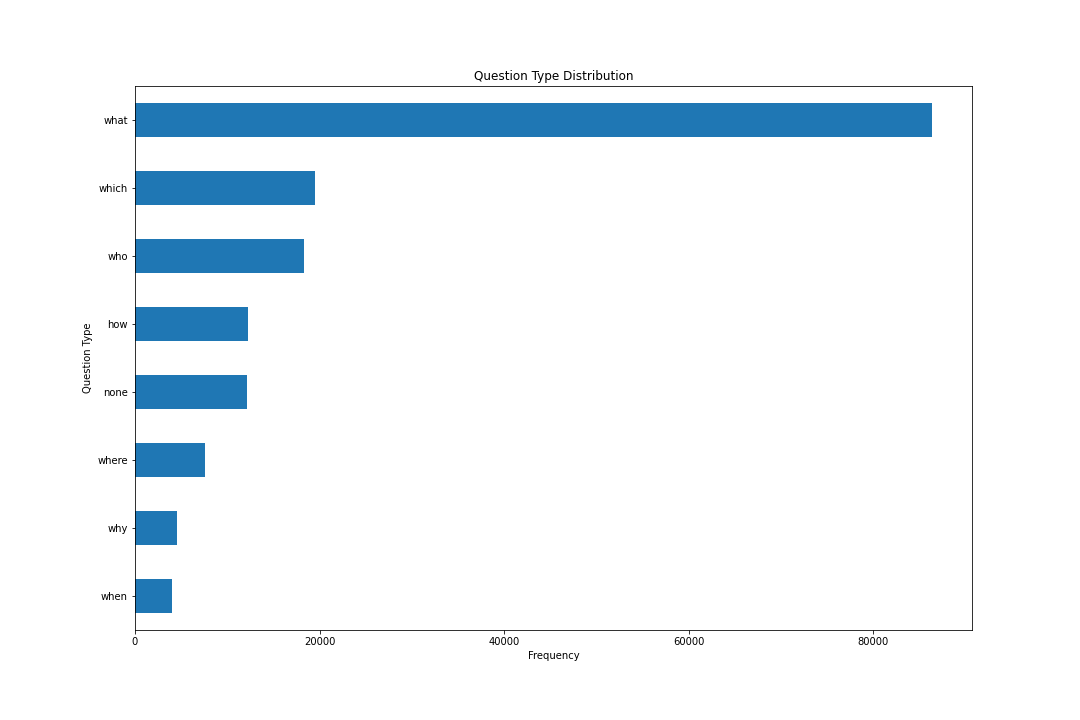 Question Type Distribution
what
which
who
how
none
where
why
when
Question Type
0 20000 40000 60000 80000
Frequency